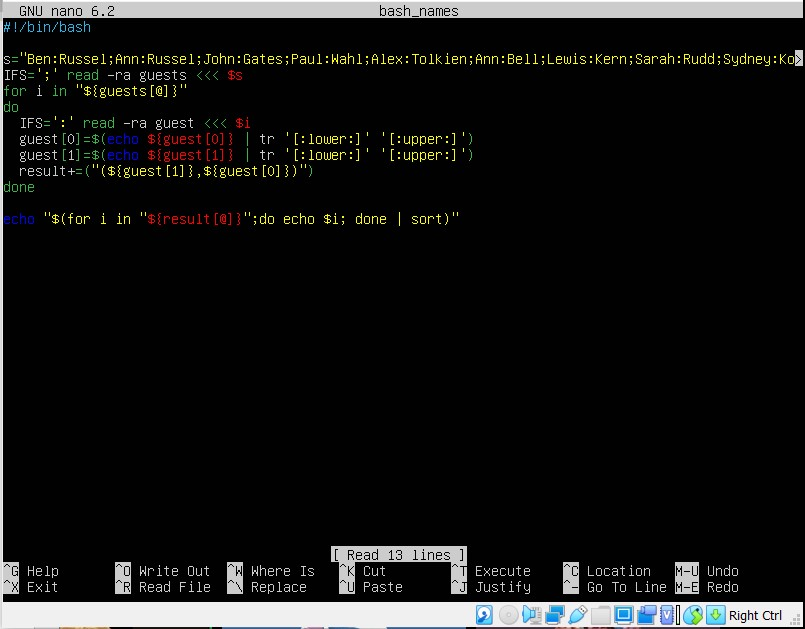 GNU nano 6.2 bash_names
#!/bin/bash
s="Ben:Russel;Ann:Russel;John:Gates;Paul:Wahl;Alex:Tolkien;Ann:Bell;Lewis:Kern;Sarah:Rudd;Sydney:Ko>
IFS=';' read -ra guests <<< $s
for i in "${guests[@]}"
do
  IFS=':' read -ra guest <<< $i
  guest[0]=$(echo ${guest[0]} | tr '[:lower:]' '[:upper:]')
  guest[1]=$(echo ${guest[1]} | tr '[:lower:]' '[:upper:]')
  result+=("(${guest[1]},${guest[0]})")
done
echo "$(for i in "${result[@]}";do echo $i; done | sort)"
[ Read 13 lines ]
^G Help ^O Write Out ^W Where Is ^K Cut ^T Execute ^C Location M-U Undo
^X Exit ^R Read File ^\ Replace ^U Paste ^J Justify ^- Go To Line M-E Redo
Right Ctrl